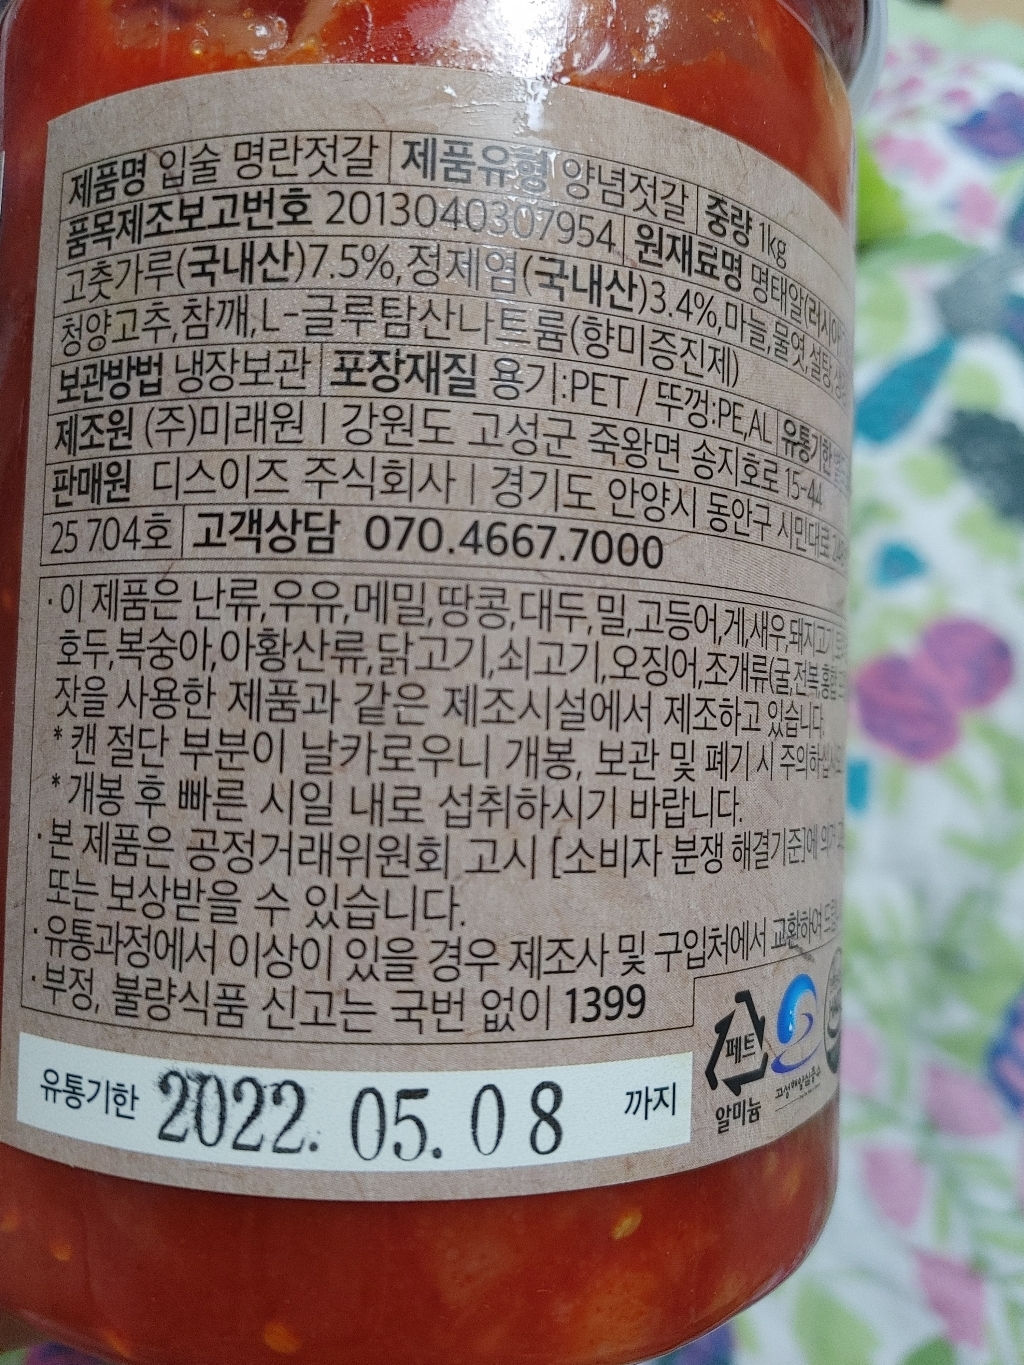 제품명 입술 명란젓갈 제품유형 양념젓갈 중량 1kg
품목제조보고번호 2013040307954 원재료명 명태알(러시아
고춧가루(국내산)7.5%,정제염(국내산)3.4%,마늘,물엿,설탕,
청양고추,참깨,L-글루탐산나트륨(향미증진제)
보관방법 냉장보관 포장재질 용기:PET / 뚜껑:PE,AL 유통기한
제조원 (주)미래원 | 강원도 고성군 죽왕면 송지호로 15-44
판매원 디스이즈 주식회사 | 경기도 안양시 동안구 시민대로
25 704호 고객상담 070.4667.7000
·이 제품은 난류,우유,메밀,땅콩,대두,밀,고등어,게,새우,돼지고기,
호두,복숭아,아황산류,닭고기,쇠고기,오징어,조개류(굴,전복,홍합
잣을 사용한 제품과 같은 제조시설에서 제조하고 있습니다.
* 캔 절단 부분이 날카로우니 개봉, 보관 및 폐기 시 주의하십시오
* 개봉 후 빠른 시일 내로 섭취하시기 바랍니다.
·본 제품은 공정거래위원회 고시 [소비자 분쟁 해결기준]에 의거
또는 보상받을 수 있습니다.
·유통과정에서 이상이 있을 경우 제조사 및 구입처에서 교환하여
·부정, 불량식품 신고는 국번 없이 1399
페트
알미늄
고성해양심층수
유통기한 2022. 05. 08 까지